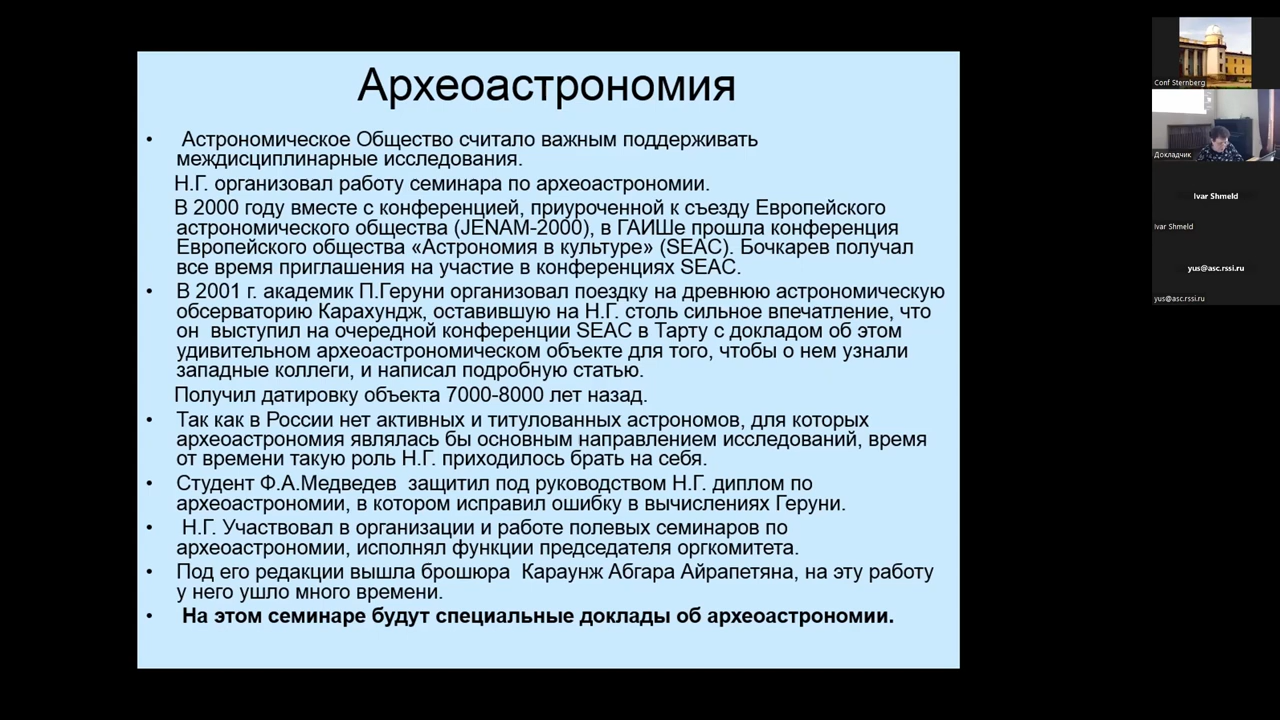 Археоастрономия
• Астрономическое Общество считало важным поддерживать
междисциплинарные исследования.
Н.Г. организовал работу семинара по археоастрономии.
В 2000 году вместе с конференцией, приуроченной к съезду Европейского
астрономического общества (JENAM-2000), в ГАИШе прошла конференция
Европейского общества «Астрономия в культуре» (SEAC). Бочкарев получал
все время приглашения на участие в конференциях SEAC.
• В 2001 г. академик П.Геруни организовал поездку на древнюю астрономическую
обсерваторию Карахундж, оставившую на Н.Г. столь сильное впечатление, что
он выступил на очередной конференции SEAC в Тарту с докладом об этом
удивительном археоастрономическом объекте для того, чтобы о нем узнали
западные коллеги, и написал подробную статью.
Получил датировку объекта 7000-8000 лет назад.
• Так как в России нет активных и титулованных астрономов, для которых
археоастрономия являлась бы основным направлением исследований, время
от времени такую роль Н.Г. приходилось брать на себя.
• Студент Ф.А.Медведев защитил под руководством Н.Г. диплом по
археоастрономии, в котором исправил ошибку в вычислениях Геруни.
• Н.Г. Участвовал в организации и работе полевых семинаров по
археоастрономии, исполнял функции председателя оргкомитета.
• Под его редакции вышла брошюра Караунж Абгара Айрапетяна, на эту работу
у него ушло много времени.
• На этом семинаре будут специальные доклады об археоастрономии.
Conf Sternberg
Докладчик
Ivar Shmeld
Ivar Shmeld
yus@asc.rssi.ru
yus@asc.rssi.ru